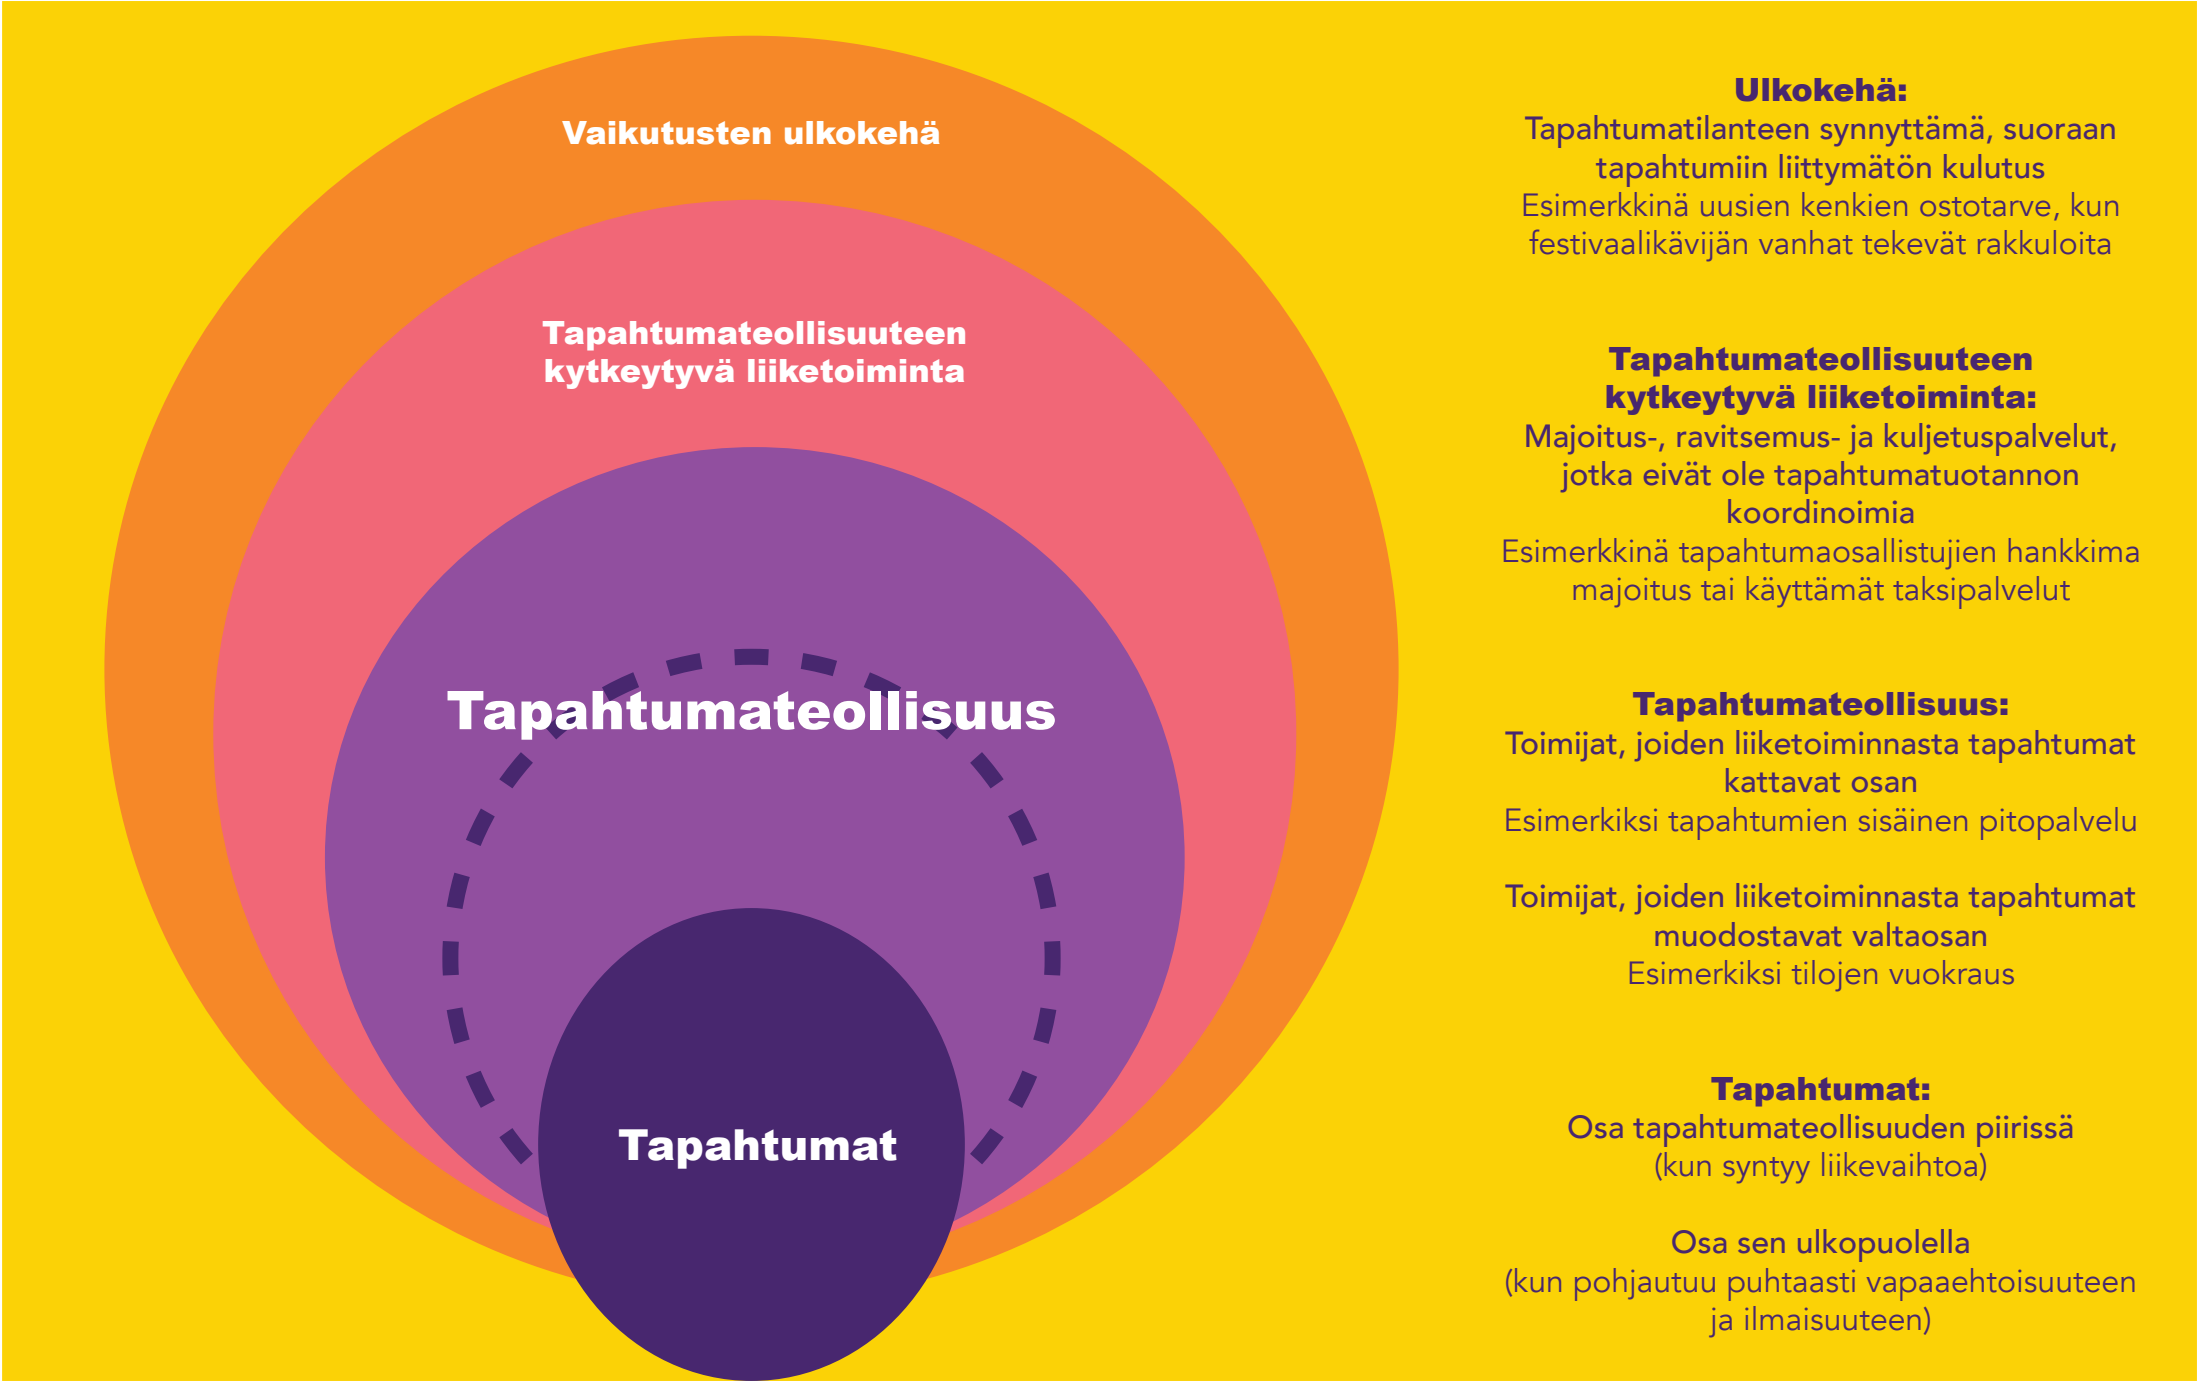 Vaikutusten ulkokehä
Tapahtumateollisuuteen
kytkeytyvä liiketoiminta
Tapahtumateollisuus
Tapahtumat
Ulkokehä:
Tapahtumatilanteen synnyttämä, suoraan
tapahtumiin liittymätön kulutus
Esimerkkinä uusien kenkien ostotarve, kun
festivaalikävijän vanhat tekevät rakkuloita
Tapahtumateollisuuteen
kytkeytyvä liiketoiminta:
Majoitus-, ravitsemus- ja kuljetuspalvelut,
jotka eivät ole tapahtumatuotannon
koordinoimia
Esimerkkinä tapahtumaosallistujien hankkima
majoitus tai käyttämät taksipalvelut
Tapahtumateollisuus:
Toimijat, joiden liiketoiminnasta tapahtumat
kattavat osan
Esimerkiksi tapahtumien sisäinen pitopalvelu
Toimijat, joiden liiketoiminnasta tapahtumat
muodostavat valtaosan
Esimerkiksi tilojen vuokraus
Tapahtumat:
Osa tapahtumateollisuuden piirissä
(kun syntyy liikevaihtoa)
Osa sen ulkopuolella
(kun pohjautuu puhtaasti vapaaehtoisuuteen
ja ilmaisuuteen)